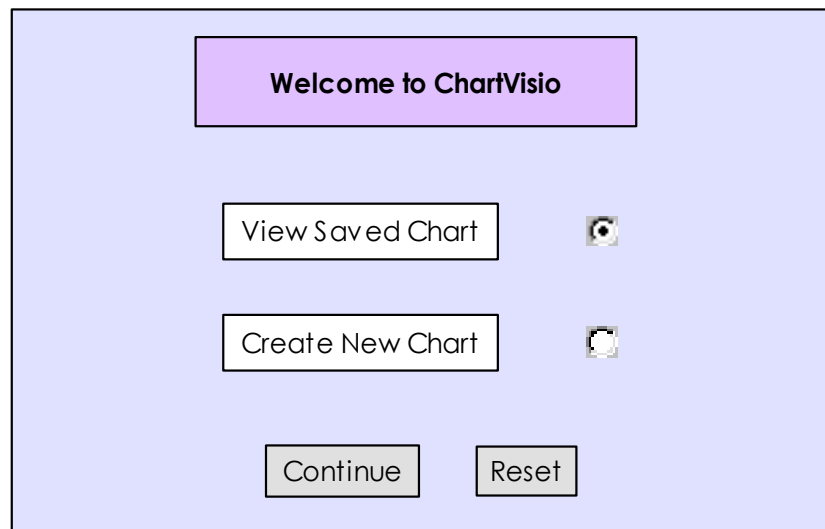 Welcome to ChartVisio
View Saved Chart
Create New Chart
Continue
Reset